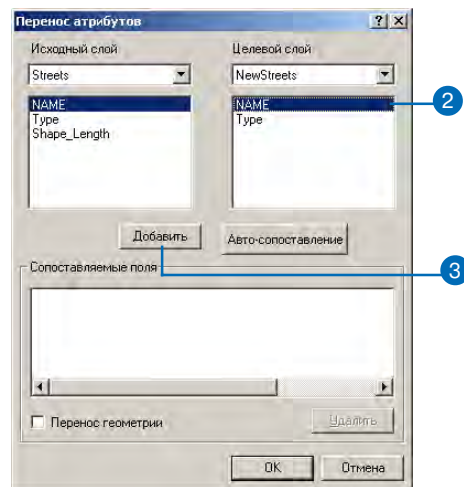 Перенос атрибутов
Исходный слой
Целевой слой
Streets
NewStreets
NAME
Type
Shape_Length
NAME
Type
2
Добавить
Авто-сопоставление
3
Сопоставляемые поля
Перенос геометрии
Удалить
OK
Отмена